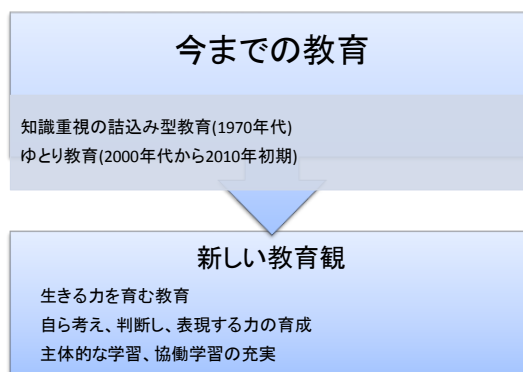 今までの教育
知識重視の詰込み型教育(1970年代)
ゆとり教育(2000年代から2010年初期)
新しい教育観
生きる力を育む教育
自ら考え、判断し、表現する力の育成
主体的な学習、協働学習の充実